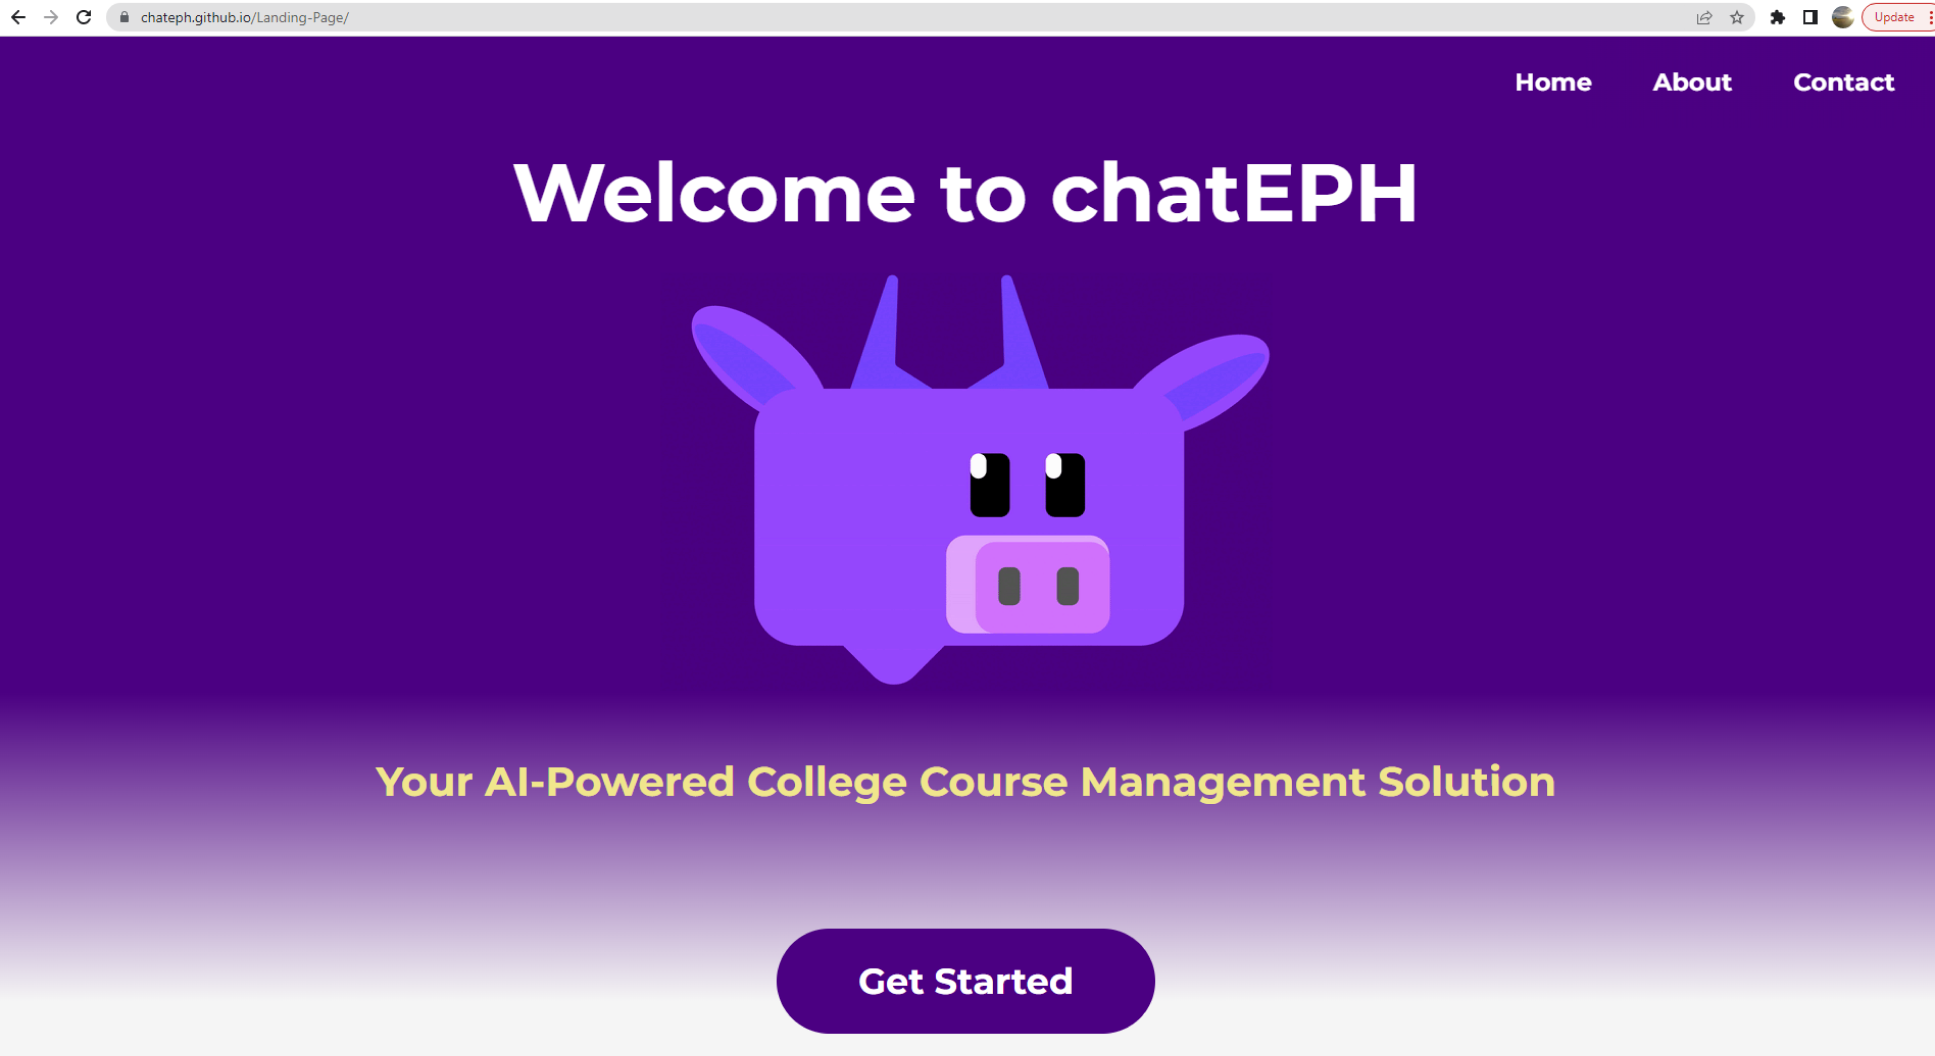 chateph.github.io/Landing-Page/
Update
Home About Contact
Welcome to chatEPH
Your AI-Powered College Course Management Solution
Get Started